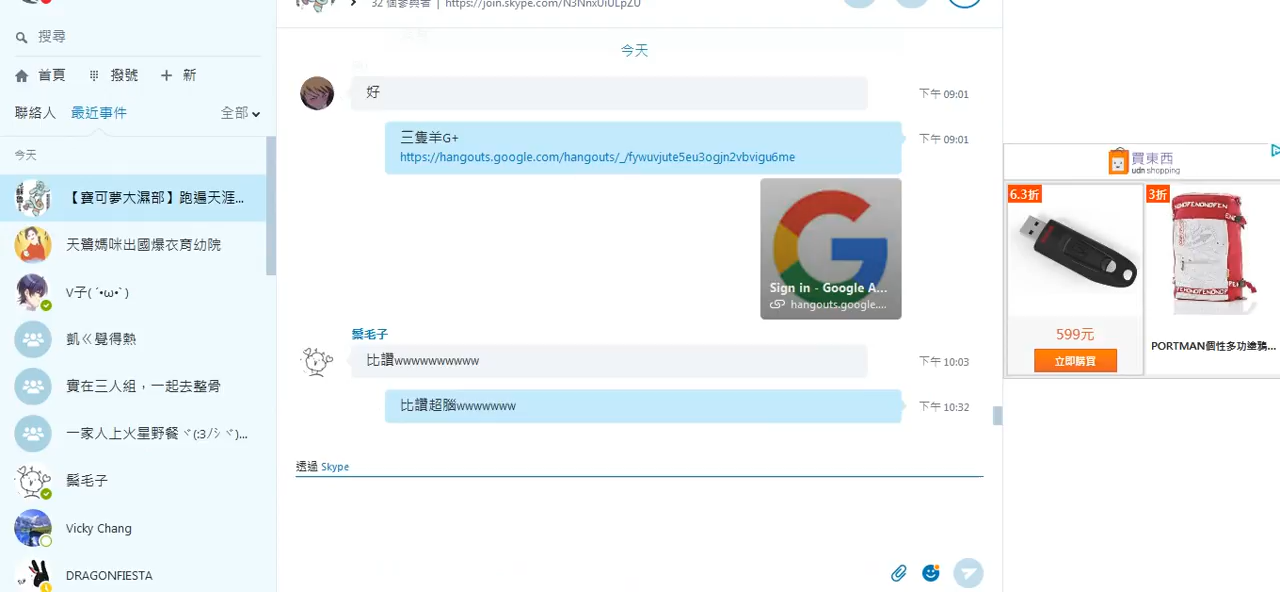 32 個參與者 | https://join.skype.com/N3NnxUiULpZU
搜尋
首頁 撥號 新
聯絡人 最近事件 全部
今天
【寶可夢大濕部】跑遍天涯...
天鷺媽咪出國爆衣育幼院
V子( ´•ω•` )
凱ㄍ覺得熱
實在三人組，一起去整骨
一家人上火星野餐ヾ(:3ﾉｼヾ)...
鬃毛子
Vicky Chang
DRAGONFIESTA
今天
好
下午 09:01
三隻羊G+
https://hangouts.google.com/hangouts/_/fywuvjute5eu3ogjn2vbvigu6me
下午 09:01
Sign in - Google A...
hangouts.google....
鬃毛子
比讚wwwwwwwwww
下午 10:03
比讚超腦wwwwwww
下午 10:32
透過 Skype
買東西
udn shopping
6.3折
599元
立即購買
3折
PORTMAN個性多功塗鴉...